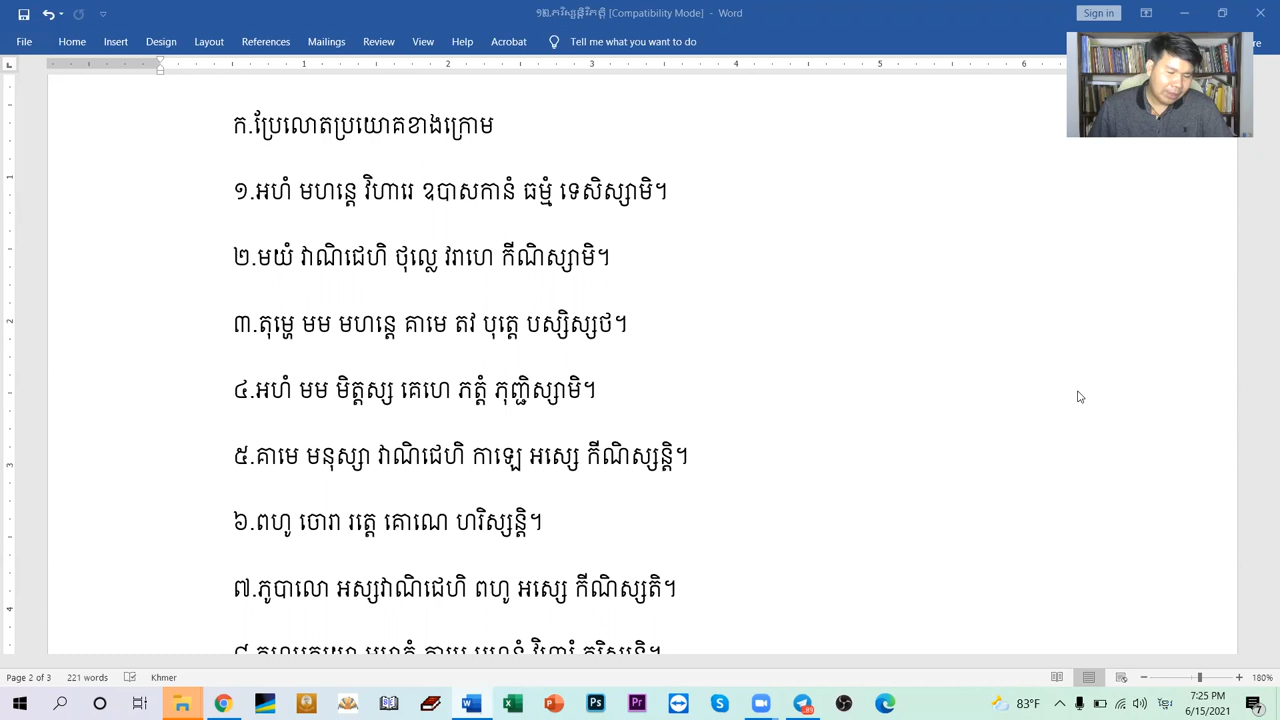 [Compatibility Mode] - Word
Sign in
File Home Insert Design Layout References Mailings Review View Help Acrobat Tell me what you want to do
1 2 3 4 5 6
ក.ប្រែលោតប្រយោគខាងក្រោម
១.អហំ មហន្តេ វិហារេ ឧបាសកានំ ធម្មំ ទេសិស្សាមិ។
២.មយំ វាណិជេហិ ថុល្លេ វរាហេ កីណិស្សាមិ។
៣.តុម្ហេ មម មហន្តេ គាមេ តវ បុត្តេ បស្សិស្សថ។
៤.អហំ មម មិត្តស្ស គេហេ ភត្តំ ភុញ្ជិស្សាមិ។
៥.គាមេ មនុស្សា វាណិជេហិ កាឡេ អស្សេ កីណិស្សន្តិ។
៦.ពហូ ចោរា រត្តេ គោណេ ហរិស្សន្តិ។
៧.ភូបាលោ អស្សវាណិជេហិ ពហូ អស្សេ កីណិស្សតិ។
Page 2 of 3 221 words Khmer 180%
83°F 7:25 PM
6/15/2021